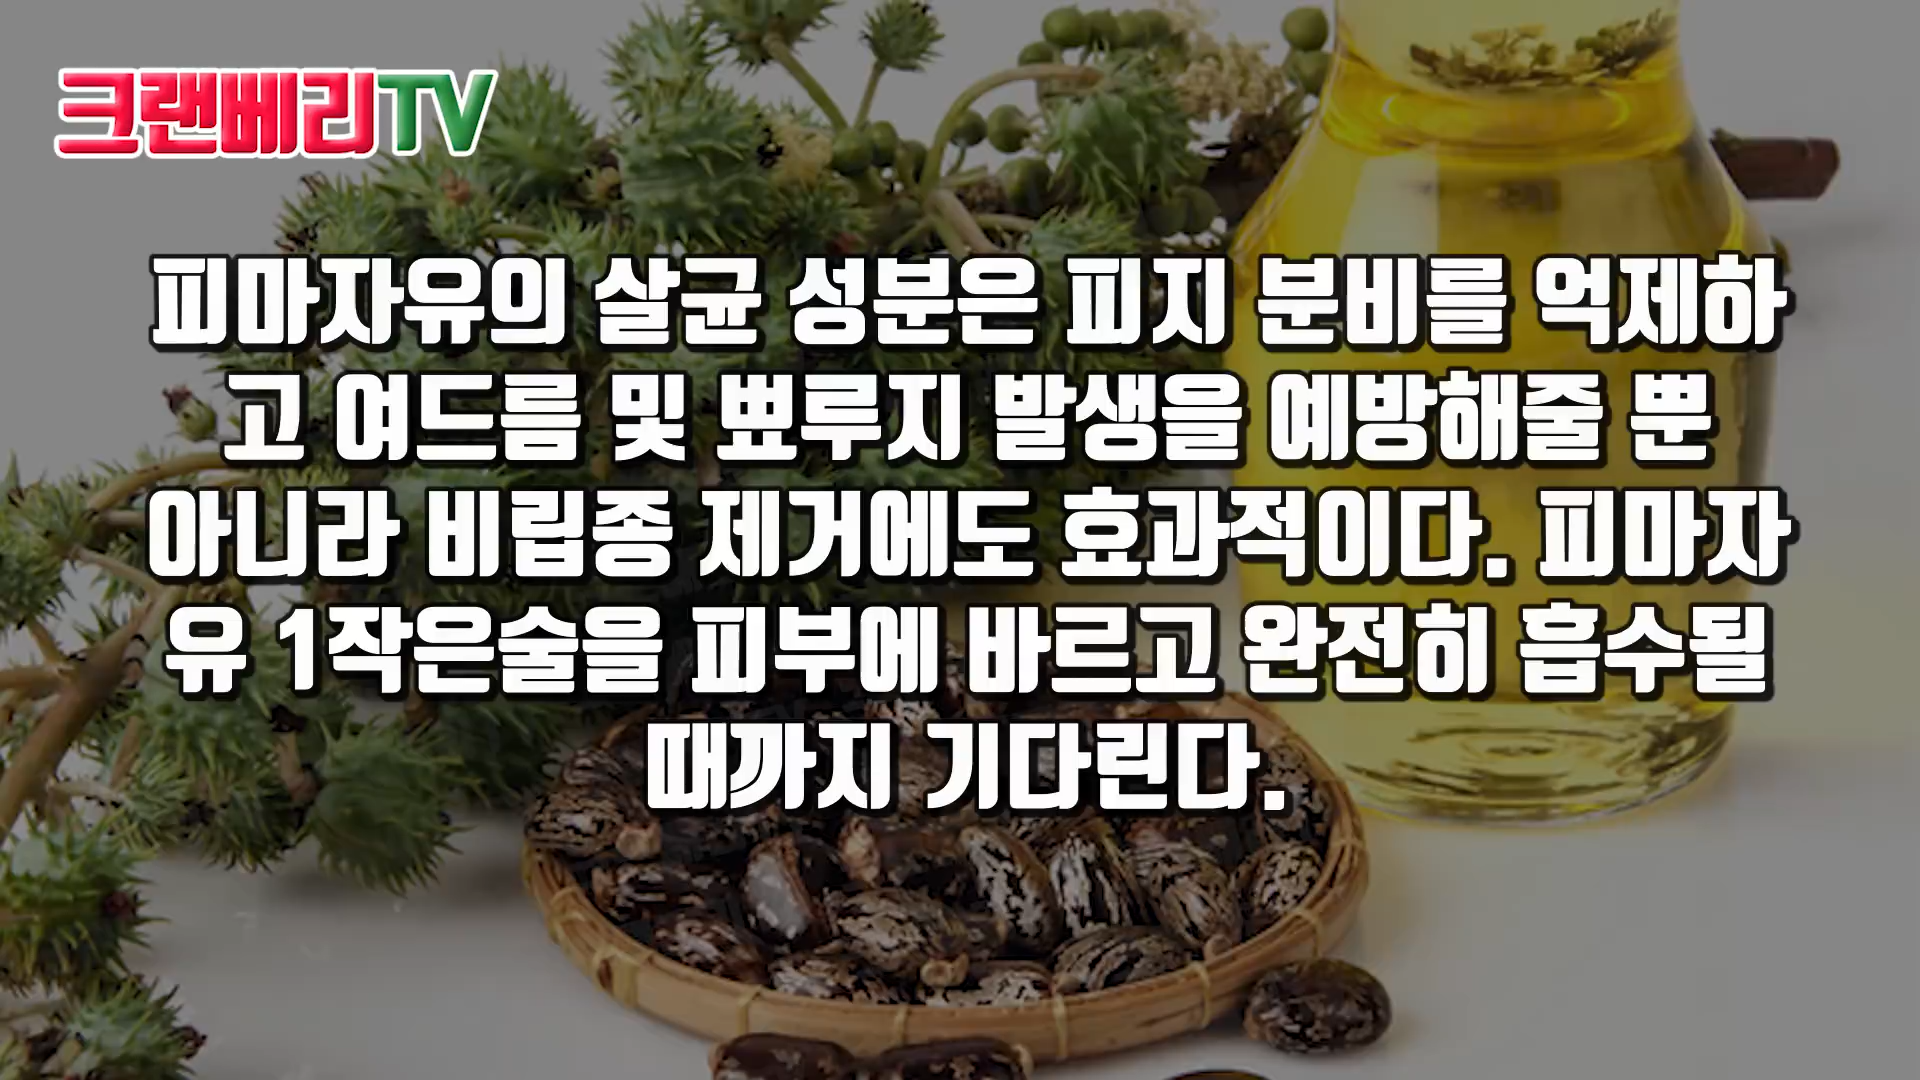 크랜베리TV
피마자유의 살균 성분은 피지 분비를 억제하
고 여드름 및 뾰루지 발생을 예방해줄 뿐
아니라 비립종 제거에도 효과적이다. 피마자
유 1작은술을 피부에 바르고 완전히 흡수될
때까지 기다린다.